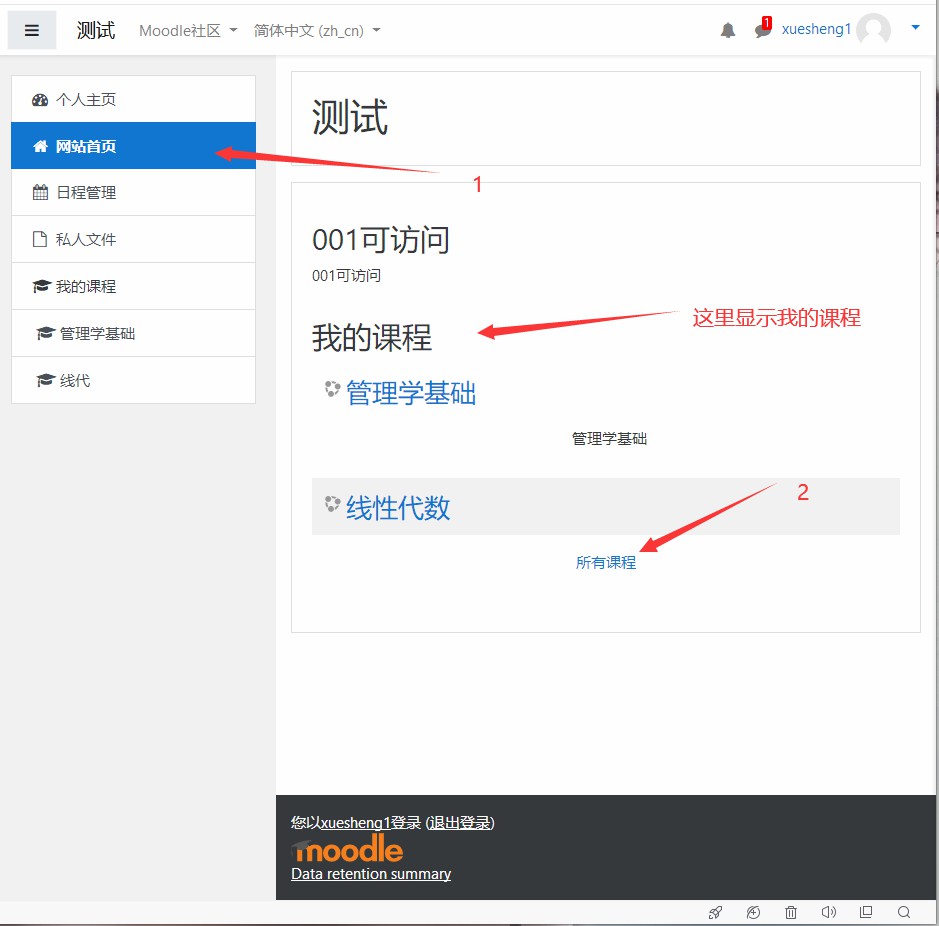 测试 Moodle社区 简体中文 (zh_cn) 1 xuesheng1
个人主页
网站首页
日程管理
私人文件
我的课程
管理学基础
线代
测试
1
001可访问
001可访问
我的课程
这里显示我的课程
管理学基础
管理学基础
线性代数
2
所有课程
您以xuesheng1登录 (退出登录)
moodle
Data retention summary